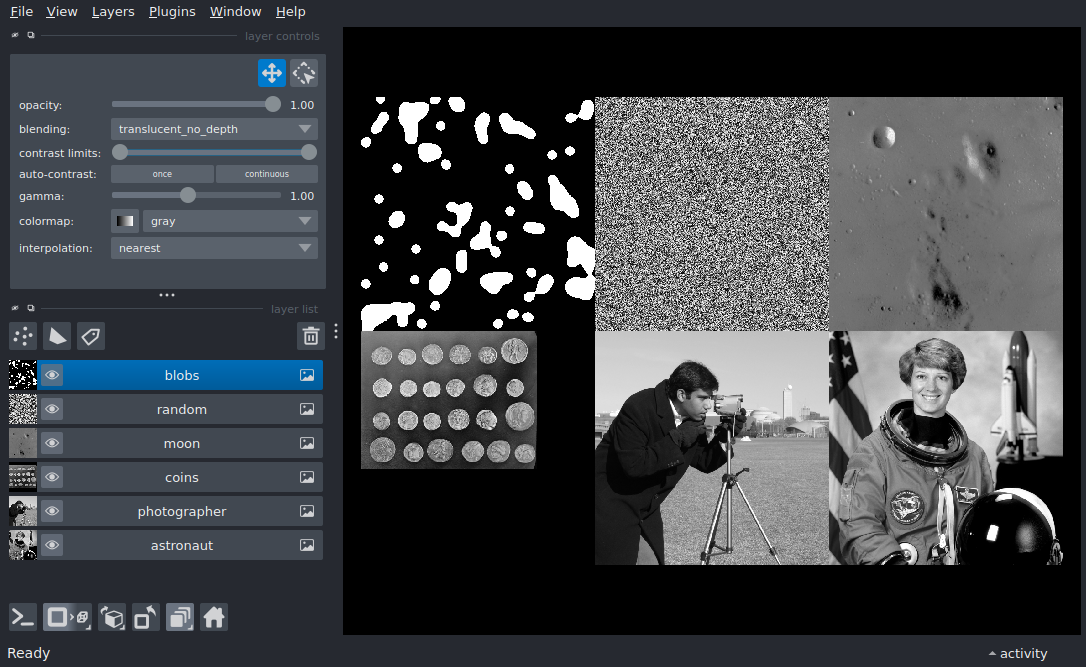 File View Layers Plugins Window Help
layer controls
opacity: 1.00
blending: translucent_no_depth
contrast limits:
auto-contrast: once continuous
gamma: 1.00
colormap: gray
interpolation: nearest
layer list
blobs
random
moon
coins
photographer
astronaut
Ready activity